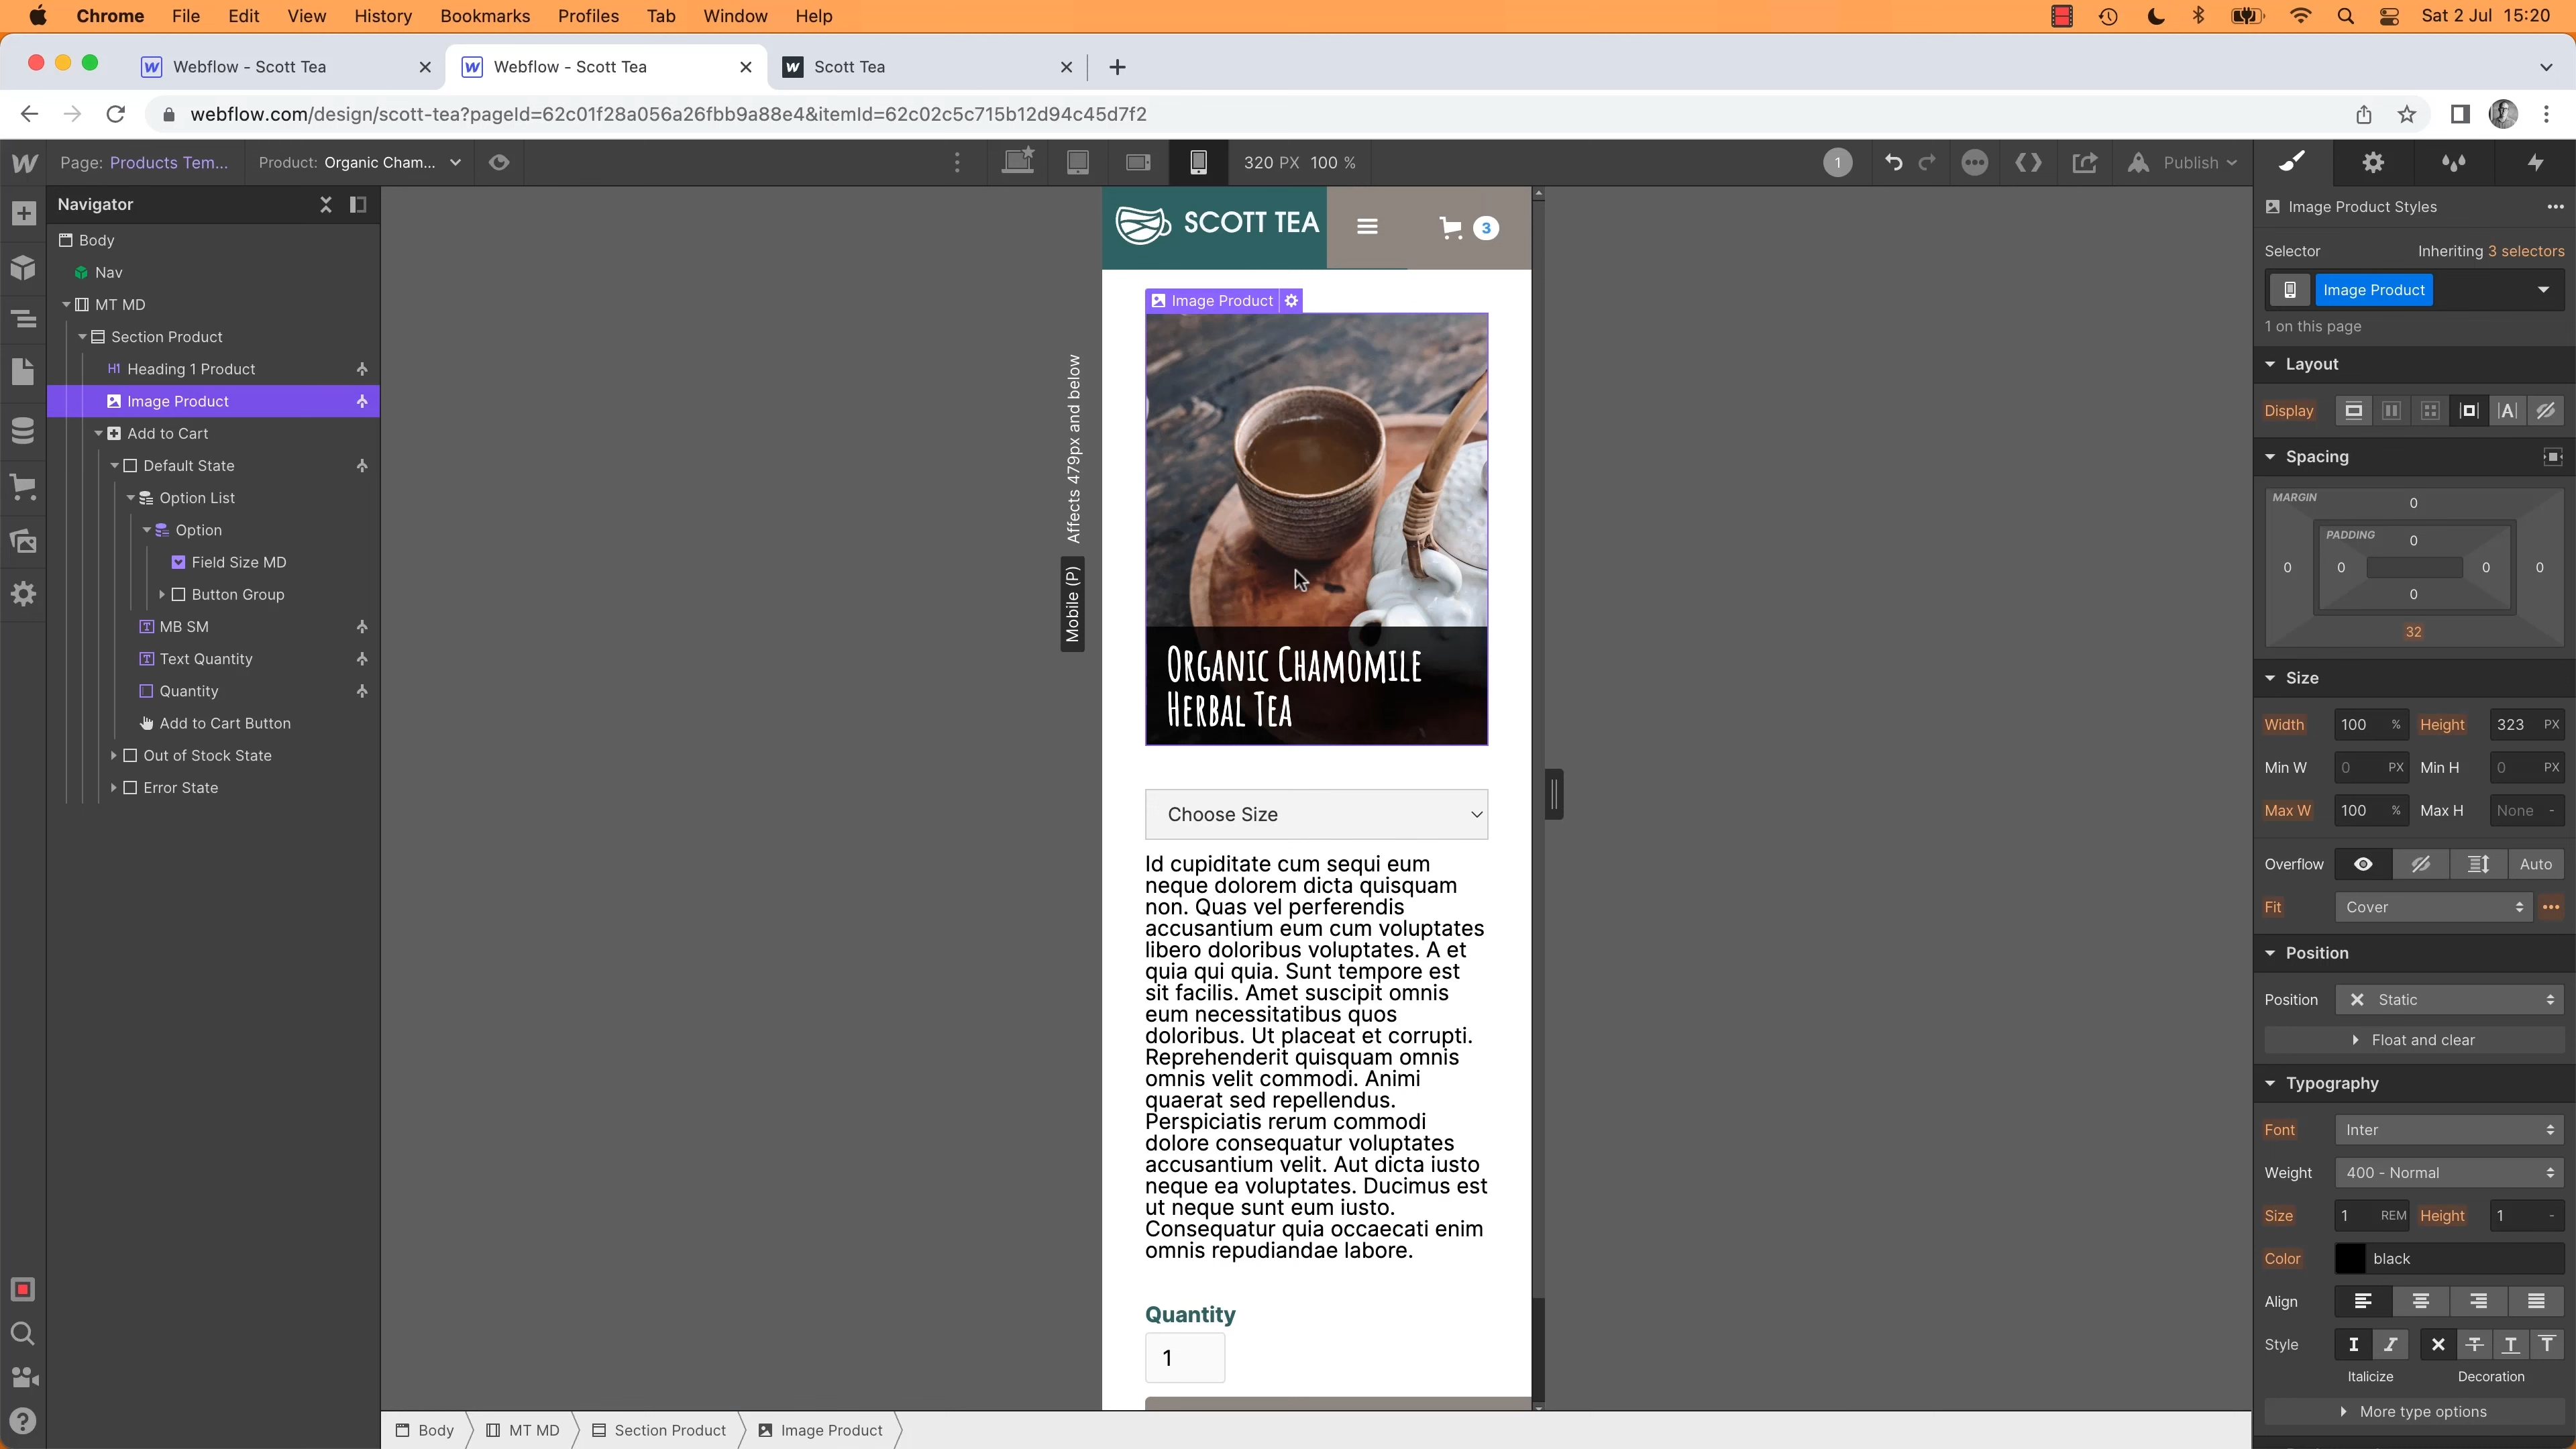 Chrome File Edit View History Bookmarks Profiles Tab Window Help Sat 2 Jul 15:20
Webflow - Scott Tea
Webflow - Scott Tea
Scott Tea
webflow.com/design/scott-tea?pageId=62c01f28a056a26fbb9a88e4&itemId=62c02c5c715b12d94c45d7f2
Page: Products Tem... Product: Organic Cham... 320 PX 100 % 1 Publish
Navigator
Body
Nav
MT MD
Section Product
H1 Heading 1 Product
Image Product
Add to Cart
Default State
Option List
Option
Field Size MD
Button Group
MB SM
Text Quantity
Quantity
Add to Cart Button
Out of Stock State
Error State
Affects 479px and below
Mobile (P)
SCOTT TEA 3
Image Product
Organic Chamomile
Herbal Tea
Choose Size
Id cupiditate cum sequi eum
neque dolorem dicta quisquam
non. Quas vel perferendis
accusantium eum cum voluptates
libero doloribus voluptates. A et
quia qui quia. Sunt tempore est
sit facilis. Amet suscipit omnis
eum necessitatibus quos
doloribus. Ut placeat et corrupti.
Reprehenderit quisquam omnis
omnis velit commodi. Animi
quaerat sed repellendus.
Perspiciatis rerum commodi
dolore consequatur voluptates
accusantium velit. Aut dicta iusto
neque ea voluptates. Ducimus est
ut neque sunt eum iusto.
Consequatur quia occaecati enim
omnis repudiandae labore.
Quantity
1
Body MT MD Section Product Image Product
Image Product Styles
Selector Inheriting 3 selectors
Image Product
1 on this page
Layout
Display
Spacing
MARGIN 0
PADDING 0
0 0 0 0
0
32
Size
Width 100 % Height 323 PX
Min W 0 PX Min H 0 PX
Max W 100 % Max H None -
Overflow Auto
Fit Cover
Position
Position Static
Float and clear
Typography
Font Inter
Weight 400 - Normal
Size 1 REM Height 1 -
Color black
Align
Style
Italicize Decoration
More type options